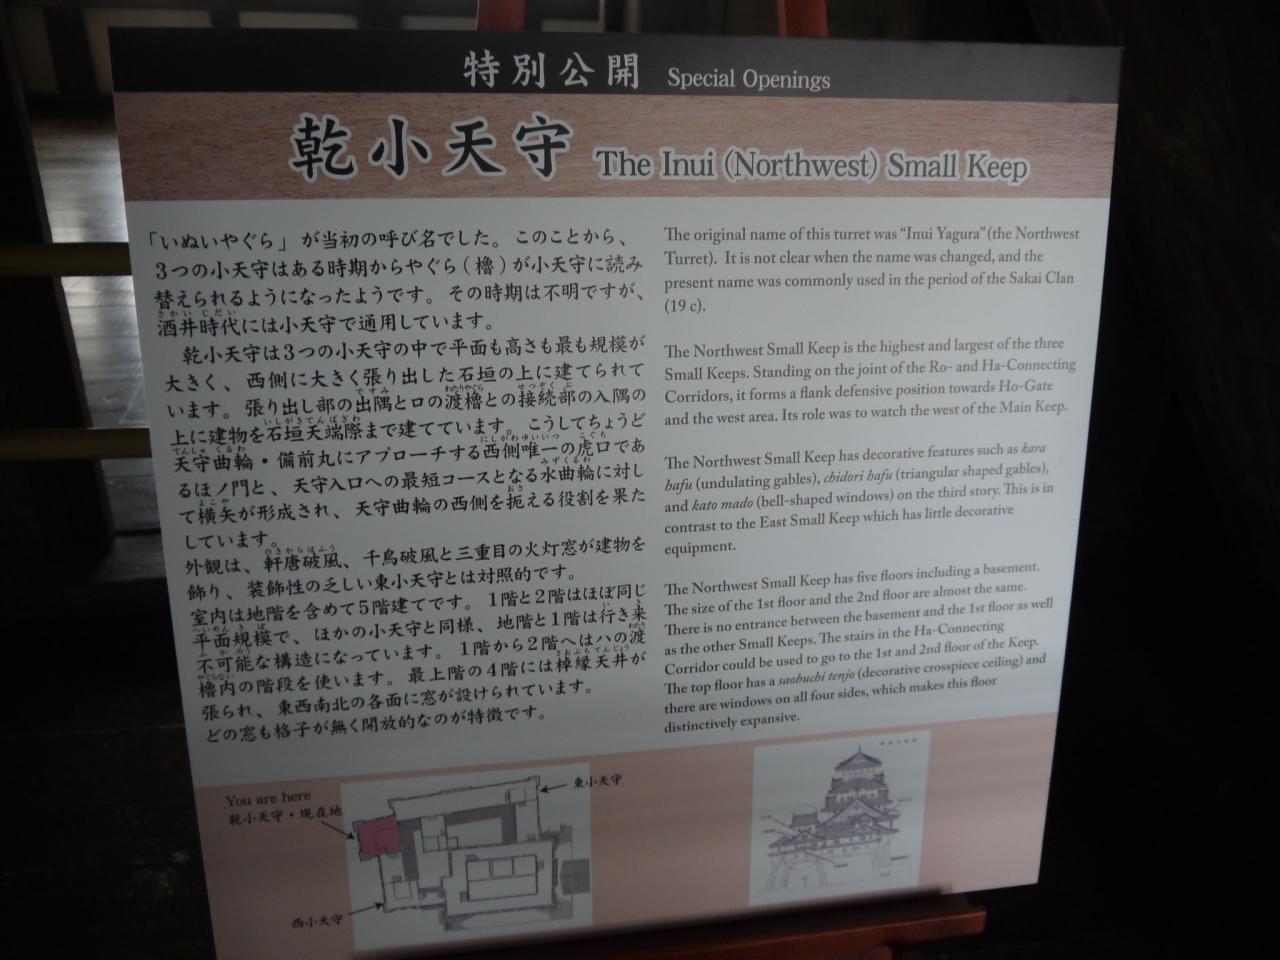 特別公開 Special Openings
乾小天守 The Inui (Northwest) Small Keep
「いぬいやぐら」が当初の呼び名でした。このことから、
3つの小天守はある時期からやぐら(櫓)が小天守に読み
替えられるようになったようです。その時期は不明ですが、
酒井時代には小天守で通用しています。
乾小天守は3つの小天守の中で平面も高さも最も規模が
大きく、西側に大きく張り出した石垣の上に建てられて
います。張り出し部の出隅とロの渡櫓との接続部の入隅の
上に建物を石垣天端際まで建てています。こうしてちょうど
天守曲輪・備前丸にアプローチする西側唯一の虎口であ
るほノ門と、天守入口への最短コースとなる水曲輪に対し
て横矢が形成され、天守曲輪の西側を扼える役割を果た
しています。
外観は、軒唐破風、千鳥破風と三重目の火灯窓が建物を
飾り、装飾性の乏しい東小天守とは対照的です。
室内は地階を含めて5階建てです。1階と2階はほぼ同じ
平面規模で、ほかの小天守と同様、地階と1階は行き来
不可能な構造になっています。1階から2階へはハの渡
櫓内の階段を使います。最上階の4階には棹縁天井が
張られ、東西南北の各面に窓が設けられています。
どの窓も格子が無く開放的なのが特徴です。
The original name of this turret was “Inui Yagura” (the Northwest
Turret). It is not clear when the name was changed, and the
present name was commonly used in the period of the Sakai Clan
(19 c).
The Northwest Small Keep is the highest and largest of the three
Small Keeps. Standing on the joint of the Ro- and Ha-Connecting
Corridors, it forms a flank defensive position towards Ho-Gate
and the west area. Its role was to watch the west of the Main Keep.
The Northwest Small Keep has decorative features such as kara
hafu (undulating gables), chidori hafu (triangular shaped gables),
and kato mado (bell-shaped windows) on the third story. This is in
contrast to the East Small Keep which has little decorative
equipment.
The Northwest Small Keep has five floors including a basement.
The size of the 1st floor and the 2nd floor are almost the same.
There is no entrance between the basement and the 1st floor as well
as the other Small Keeps. The stairs in the Ha-Connecting
Corridor could be used to go to the 1st and 2nd floor of the Keep.
The top floor has a saobuchi tenjo (decorative crosspiece ceiling) and
there are windows on all four sides, which makes this floor
distinctively expansive.
You are here
乾小天守・現在地
東小天守
西小天守